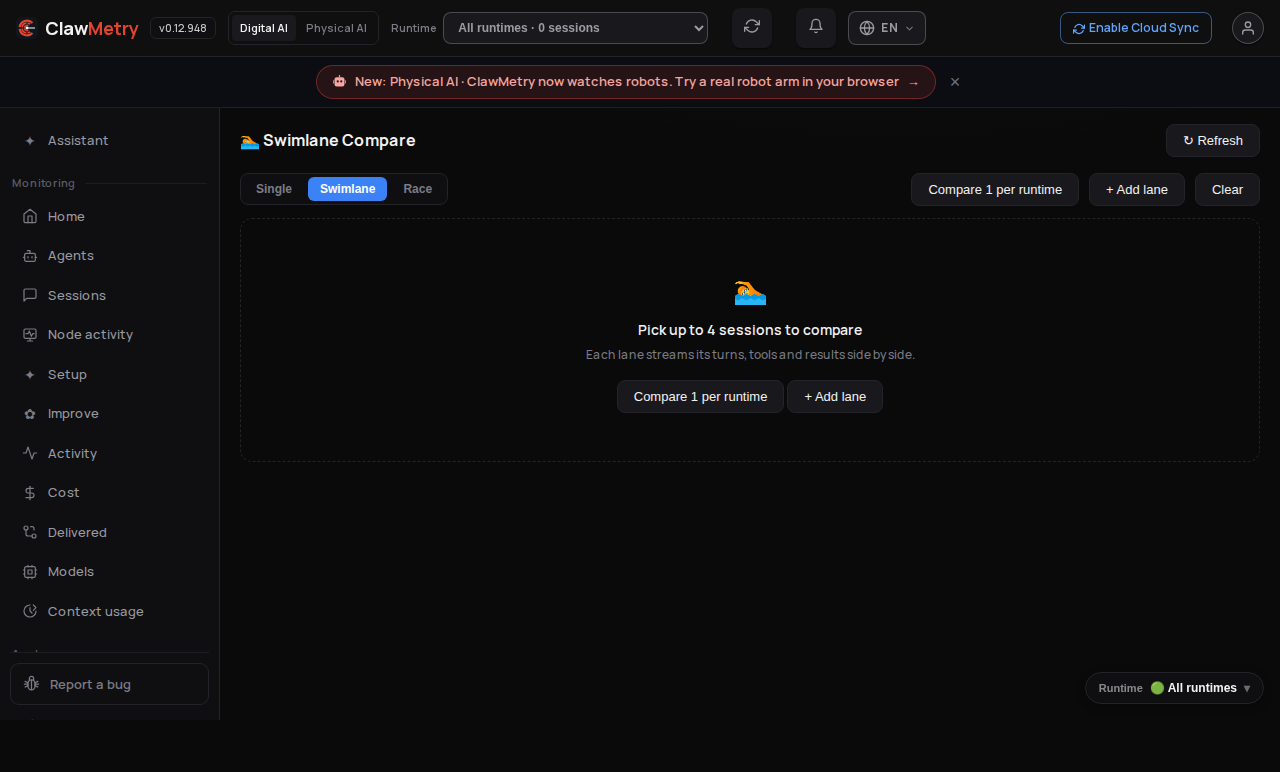 ClawMetry v0.12.948 Digital AI Physical AI Runtime All runtimes · 0 sessions EN Enable Cloud Sync
New: Physical AI · ClawMetry now watches robots. Try a real robot arm in your browser → ×
Assistant
Monitoring
Home
Agents
Sessions
Node activity
Setup
Improve
Activity
Cost
Delivered
Models
Context usage
Report a bug
Swimlane Compare
↻ Refresh
Single Swimlane Race
Compare 1 per runtime + Add lane Clear
Pick up to 4 sessions to compare
Each lane streams its turns, tools and results side by side.
Compare 1 per runtime + Add lane
Runtime All runtimes ▾